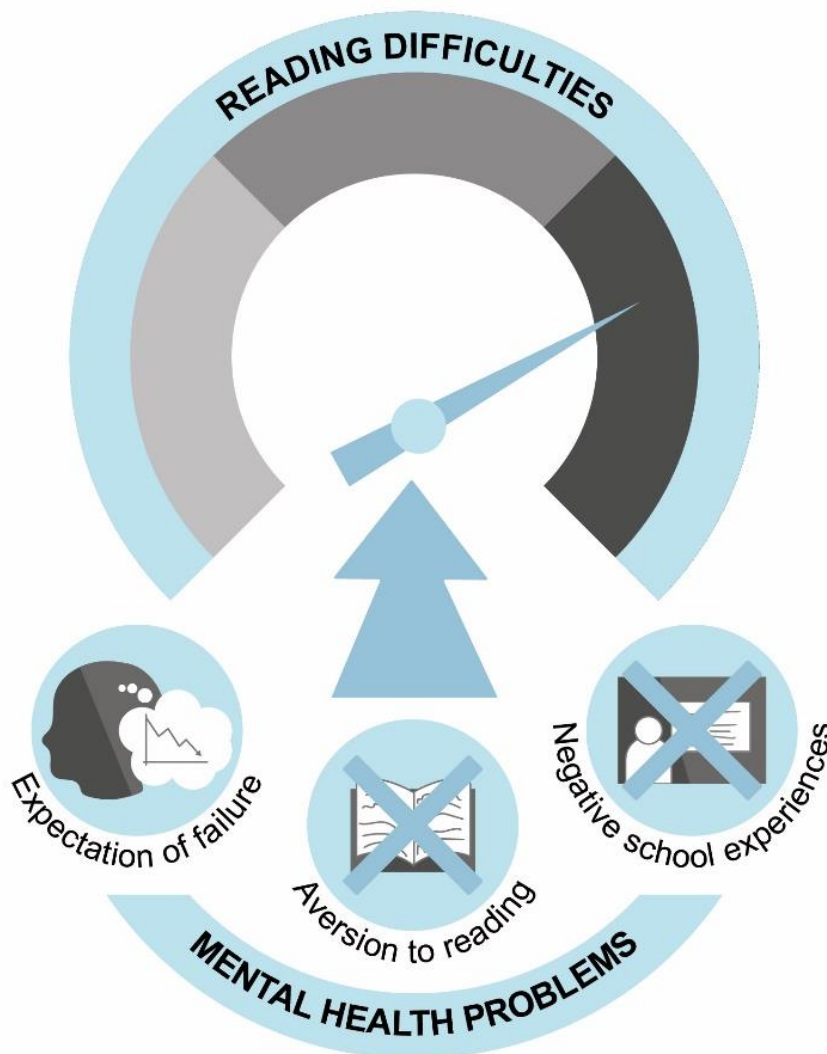 READING DIFFICULTIES
Expectation of failure
Aversion to reading
Negative school experiences
MENTAL HEALTH PROBLEMS